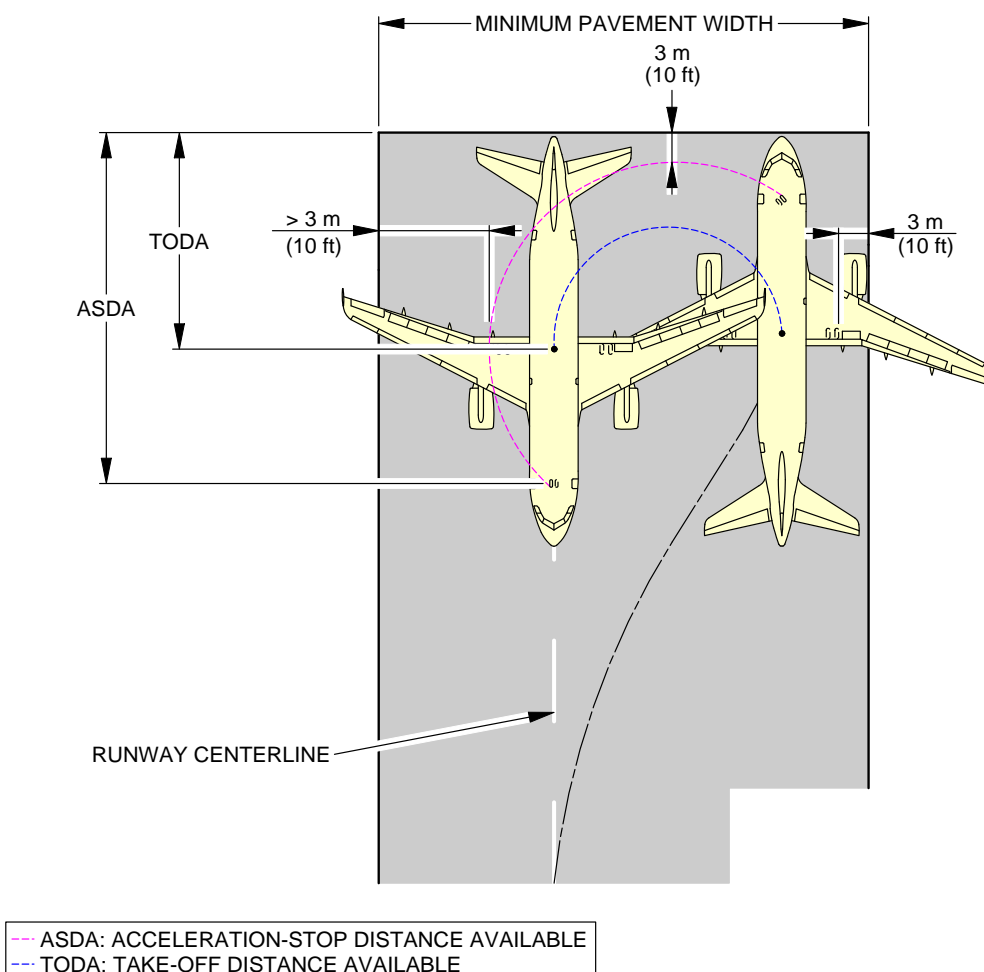 MINIMUM PAVEMENT WIDTH
3 m
(10 ft)
TODA
> 3 m
(10 ft)
3 m
(10 ft)
ASDA
RUNWAY CENTERLINE
ASDA: ACCELERATION-STOP DISTANCE AVAILABLE
TODA: TAKE-OFF DISTANCE AVAILABLE